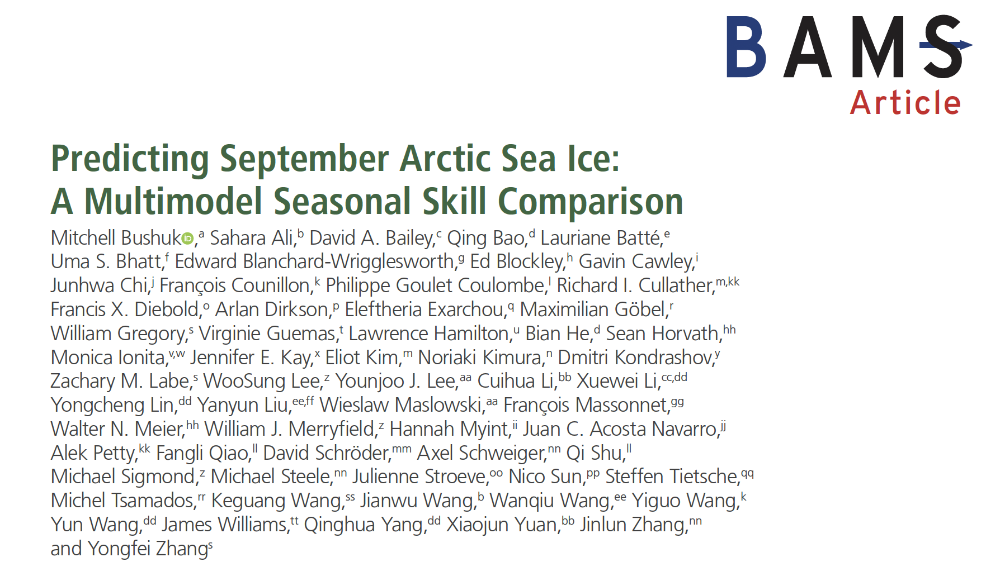 BAMS
Article
Predicting September Arctic Sea Ice:
A Multimodel Seasonal Skill Comparison
Mitchell Bushuk iD,a Sahara Ali,b David A. Bailey,c Qing Bao,d Lauriane Batté,e
Uma S. Bhatt,f Edward Blanchard-Wrigglesworth,g Ed Blockley,h Gavin Cawley,i
Junhwa Chi,j François Counillon,k Philippe Goulet Coulombe,l Richard I. Cullather,m,kk
Francis X. Diebold,o Arlan Dirkson,p Eleftheria Exarchou,q Maximilian Göbel,r
William Gregory,s Virginie Guemas,t Lawrence Hamilton,u Bian He,d Sean Horvath,hh
Monica Ionita,v,w Jennifer E. Kay,x Eliot Kim,m Noriaki Kimura,n Dmitri Kondrashov,y
Zachary M. Labe,s WooSung Lee,z Younjoo J. Lee,aa Cuihua Li,bb Xuewei Li,cc,dd
Yongcheng Lin,dd Yanyun Liu,ee,ff Wieslaw Maslowski,aa François Massonnet,gg
Walter N. Meier,hh William J. Merryfield,z Hannah Myint,ii Juan C. Acosta Navarro,jj
Alek Petty,kk Fangli Qiao,ll David Schröder,mm Axel Schweiger,nn Qi Shu,ll
Michael Sigmond,z Michael Steele,nn Julienne Stroeve,oo Nico Sun,pp Steffen Tietsche,qq
Michel Tsamados,rr Keguang Wang,ss Jianwu Wang,b Wanqiu Wang,ee Yiguo Wang,k
Yun Wang,dd James Williams,tt Qinghua Yang,dd Xiaojun Yuan,bb Jinlun Zhang,nn
and Yongfei Zhangs